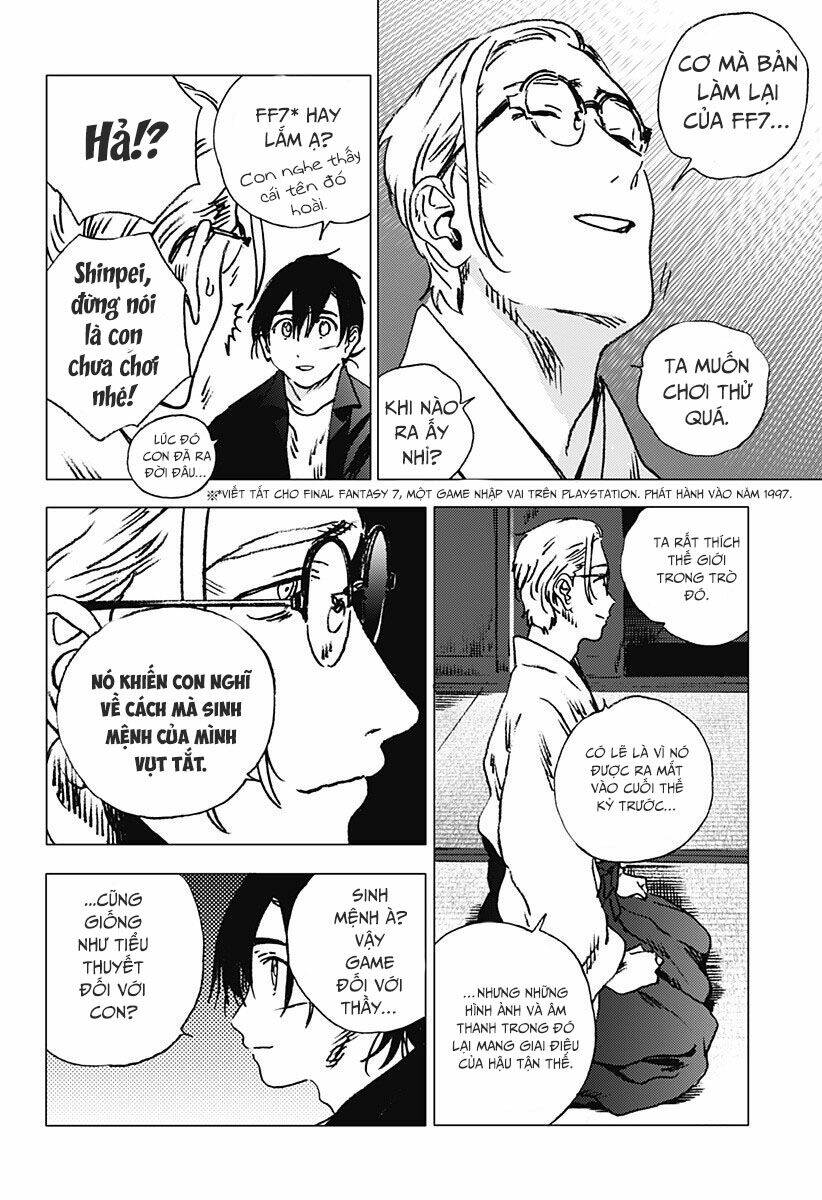 CƠ MÀ BẢN
LÀM LẠI
CỦA FF7...
TA MUỐN
CHƠI THỬ
QUÁ.
KHI NÀO
RA ẤY
NHỈ?
FF7* HAY
LẮM Ạ?
Con nghe thấy
cái tên đó
hoài.
Hả!?
Shinpei,
đừng nói
là con
chưa chơi
nhé!
LÚC ĐÓ
CON ĐÃ RA
ĐỜI ĐÂU...
※*VIẾT TẮT CHO FINAL FANTASY 7, MỘT GAME NHẬP VAI TRÊN PLAYSTATION. PHÁT HÀNH VÀO NĂM 1997.
TA RẤT THÍCH
THẾ GIỚI
TRONG TRÒ
ĐÓ.
CÓ LẼ LÀ VÌ NÓ
ĐƯỢC RA MẮT
VÀO CUỐI THẾ
KỶ TRƯỚC...
...NHƯNG NHỮNG
HÌNH ẢNH VÀ ÂM
THANH TRONG ĐÓ
LẠI MANG GIAI ĐIỆU
CỦA HẬU TẬN THẾ.
NÓ KHIẾN CON NGHĨ
VỀ CÁCH MÀ SINH
MỆNH CỦA MÌNH
VỤT TẮT.
SINH
MỆNH À?
VẬY
GAME
ĐỐI VỚI
THẦY...
...CŨNG
GIỐNG
NHƯ TIỂU
THUYẾT
ĐỐI VỚI
CON?